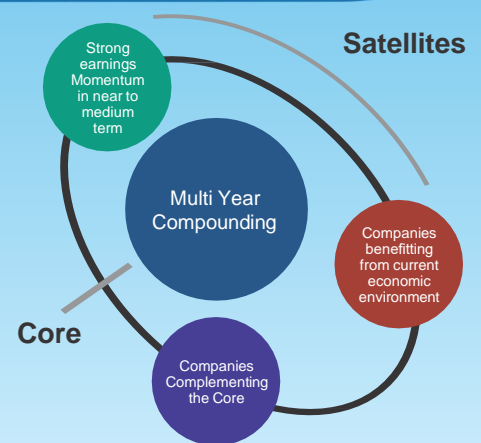 Satellites
Strong
earnings
Momentum
in near to
medium
term
Multi Year
Compounding
Companies
benefitting
from current
economic
environment
Core
Companies
Complementing
the Core